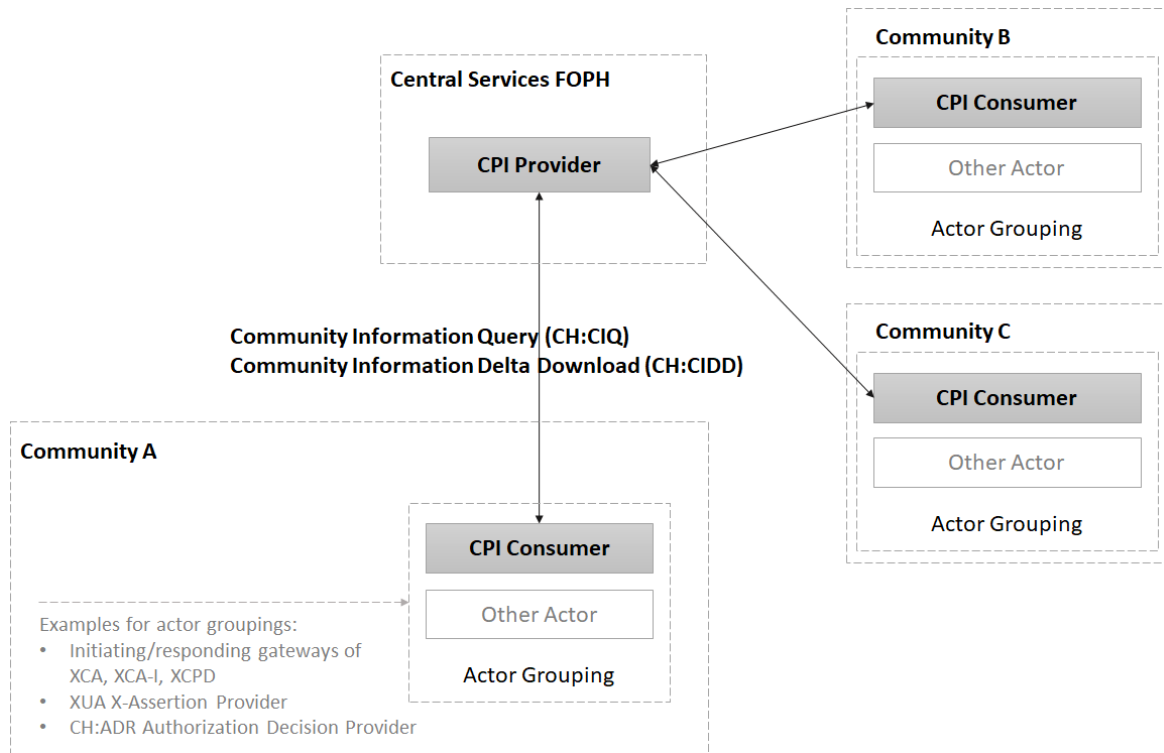 Central Services FOPH
CPI Provider
Community B
CPI Consumer
Other Actor
Actor Grouping
Community Information Query (CH:CIQ)
Community Information Delta Download (CH:CIDD)
Community C
CPI Consumer
Other Actor
Actor Grouping
Community A
CPI Consumer
Other Actor
Actor Grouping
Examples for actor groupings:
• Initiating/responding gateways of
XCA, XCA-I, XCPD
• XUA X-Assertion Provider
• CH:ADR Authorization Decision Provider